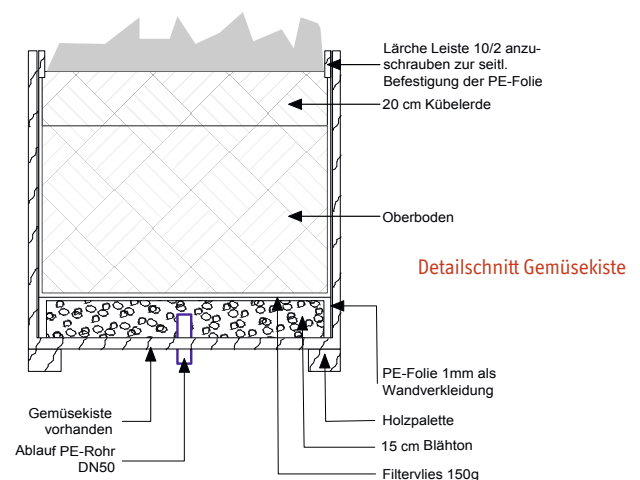 Lärche Leiste 10/2 anzu-
schrauben zur seitl.
Befestigung der PE-Folie
20 cm Kübelerde
Oberboden
Detailschnitt Gemüsekiste
PE-Folie 1mm als
Wandverkleidung
Gemüsekiste
vorhanden
Holzpalette
Ablauf PE-Rohr
DN50
15 cm Blähton
Filtervlies 150g